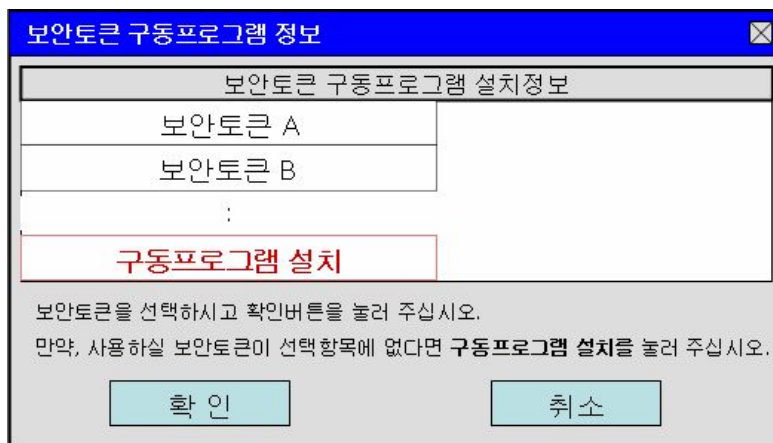 보안토큰 구동프로그램 정보
보안토큰 구동프로그램 설치정보
보안토큰 A
보안토큰 B
:
구동프로그램 설치
보안토큰을 선택하시고 확인버튼을 눌러 주십시오.
만약, 사용하실 보안토큰이 선택항목에 없다면 구동프로그램 설치를 눌러 주십시오.
확 인
취소